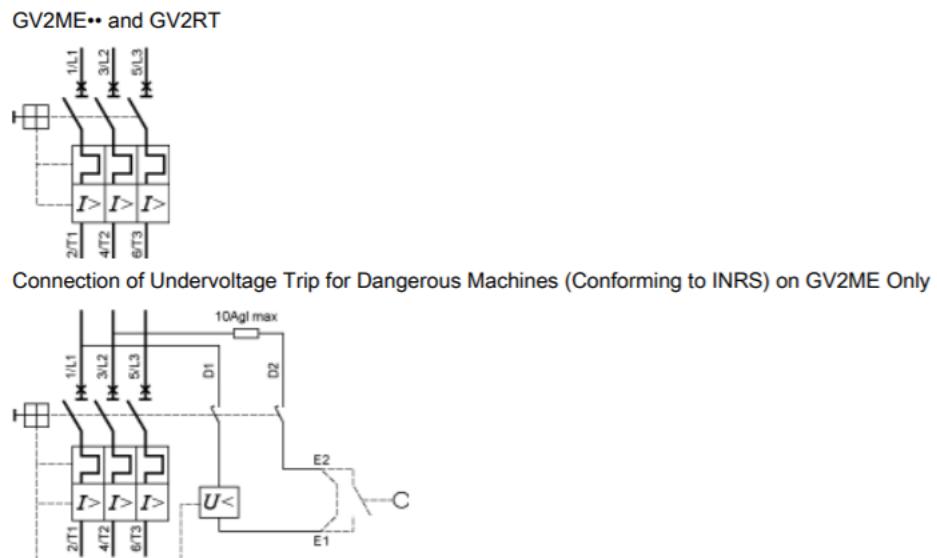 GV2ME•• and GV2RT
1/L1 3/L2 5/L3
I> I> I>
2/T1 4/T2 6/T3
Connection of Undervoltage Trip for Dangerous Machines (Conforming to INRS) on GV2ME Only
10AgI max
1/L1 3/L2 5/L3 D1 D2
E2
I> I> I> U<
E1
2/T1 4/T2 6/T3